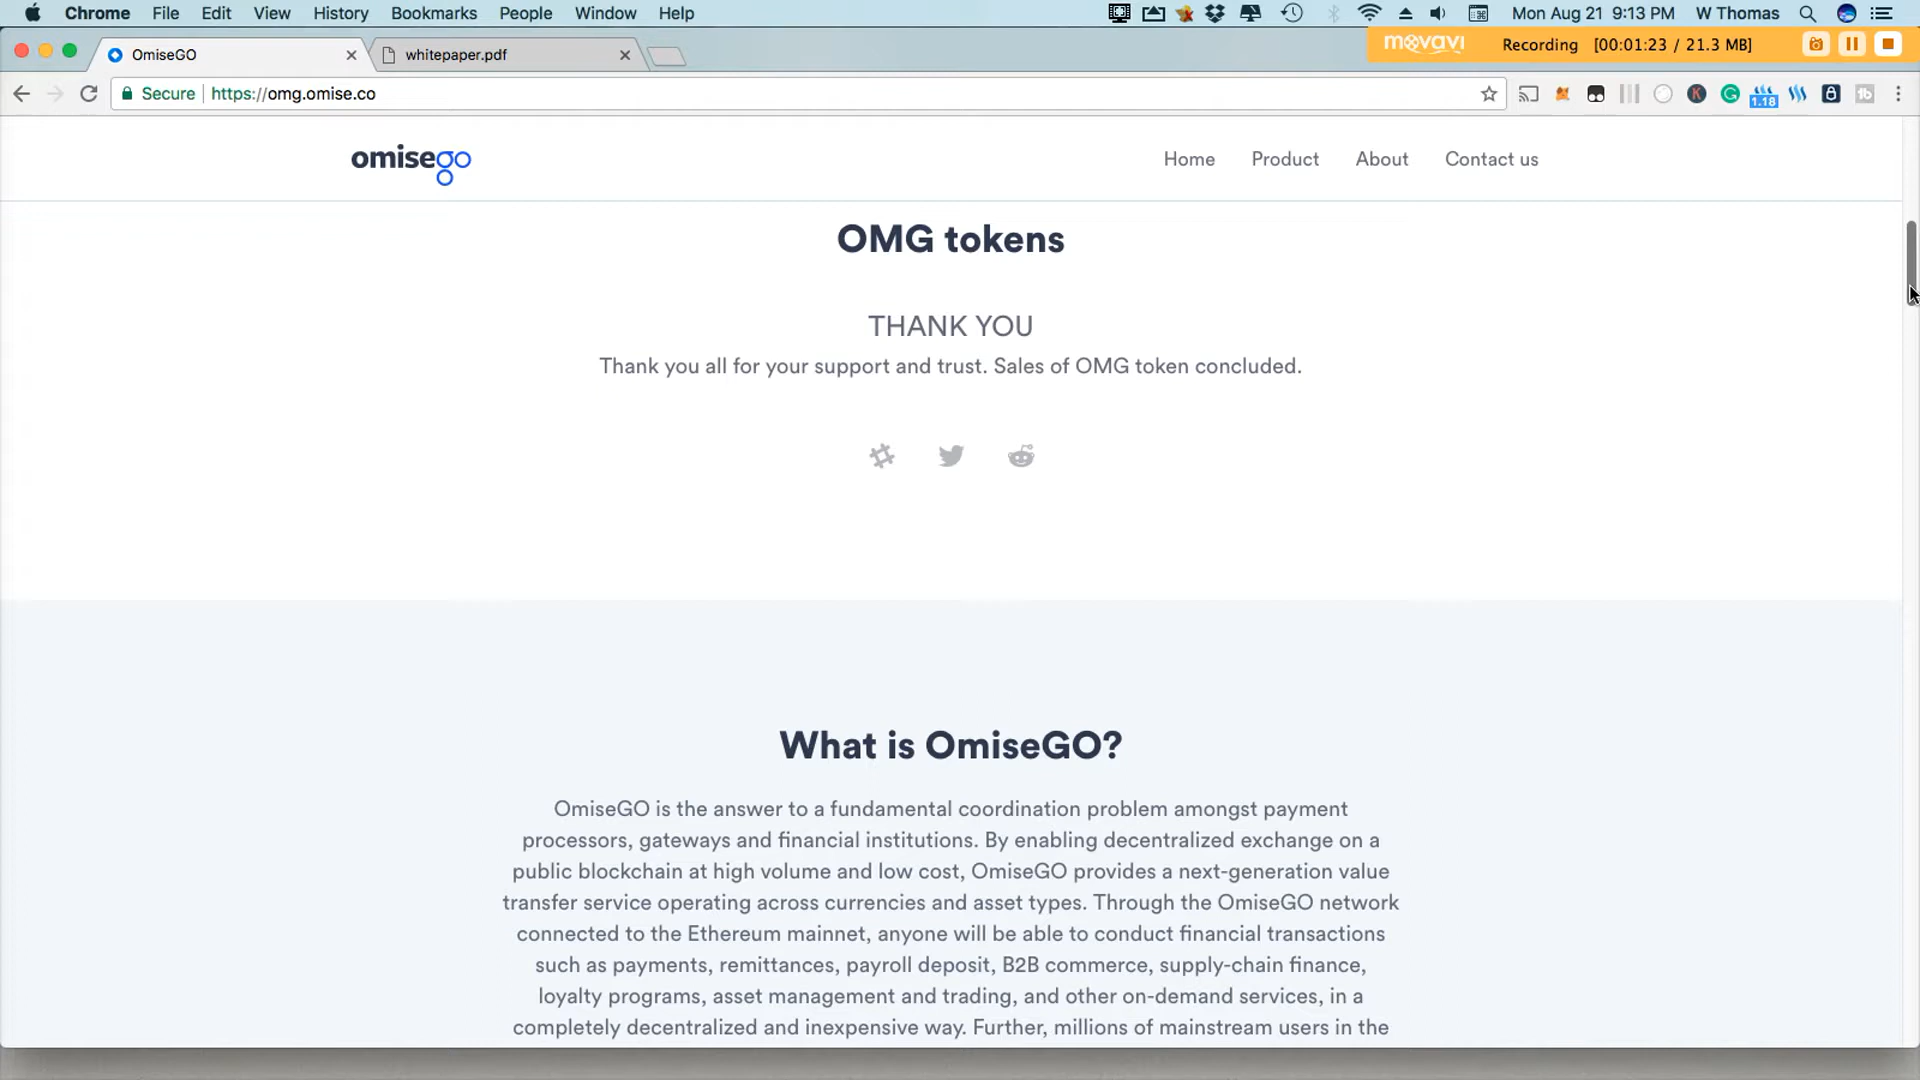 Chrome File Edit View History Bookmarks People Window Help Mon Aug 21 9:13 PM W Thomas
movavi Recording [00:01:23 / 21.3 MB]
OmiseGO whitepaper.pdf
Secure https://omg.omise.co
1.18
omisego Home Product About Contact us
OMG tokens
THANK YOU
Thank you all for your support and trust. Sales of OMG token concluded.
What is OmiseGO?
OmiseGO is the answer to a fundamental coordination problem amongst payment
processors, gateways and financial institutions. By enabling decentralized exchange on a
public blockchain at high volume and low cost, OmiseGO provides a next-generation value
transfer service operating across currencies and asset types. Through the OmiseGO network
connected to the Ethereum mainnet, anyone will be able to conduct financial transactions
such as payments, remittances, payroll deposit, B2B commerce, supply-chain finance,
loyalty programs, asset management and trading, and other on-demand services, in a
completely decentralized and inexpensive way. Further, millions of mainstream users in the